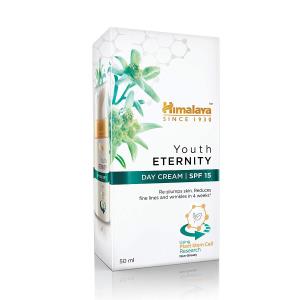 Himalaya
SINCE 1930
Youth
ETERNITY
DAY CREAM | SPF 15
Re-plumps skin. Reduces
fine lines and wrinkles in 4 weeks*
Using
Plant Stem Cell
Research
50 ml